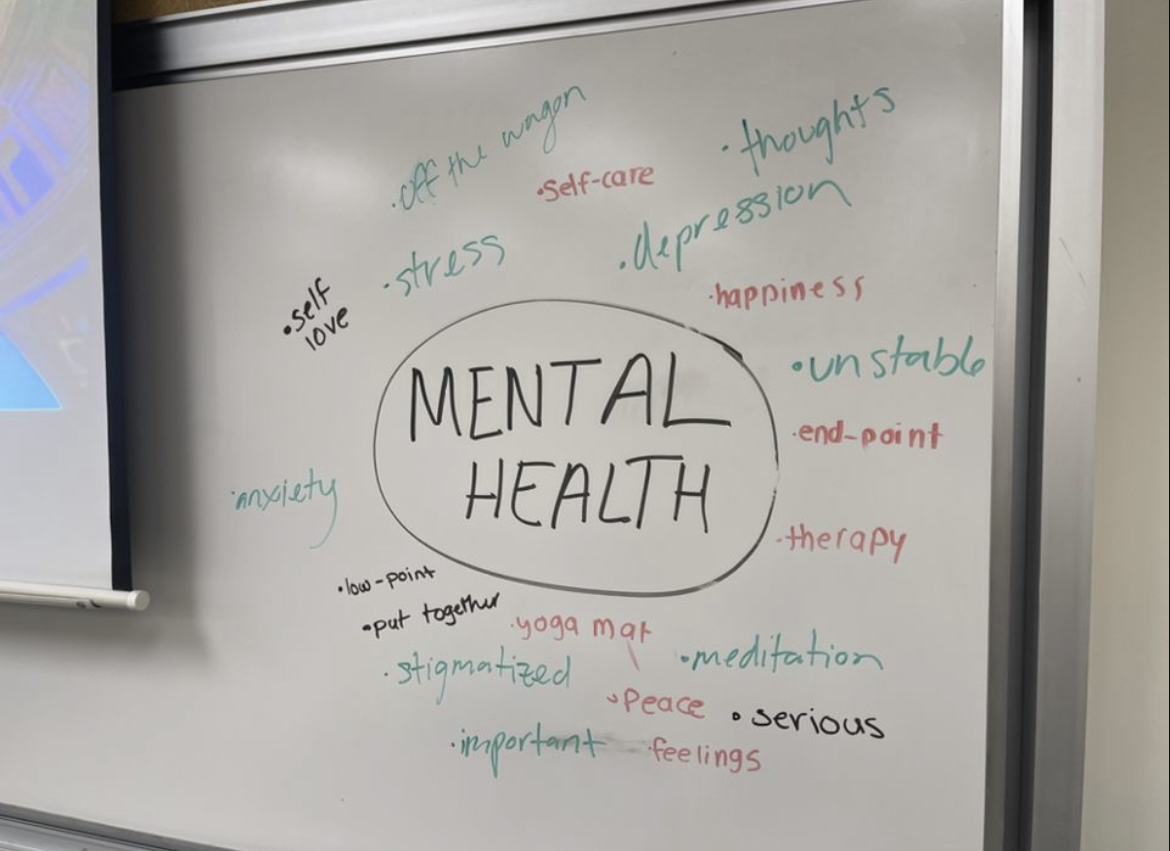 ·off the wagon
·thoughts
·Self-care
·depression
·stress
·happiness
·self
love
·unstable
MENTAL
HEALTH
·end-point
·anxiety
·therapy
·low-point
·put together
·yoga mat
·meditation
·stigmatized
·Peace
·serious
·important
·feelings